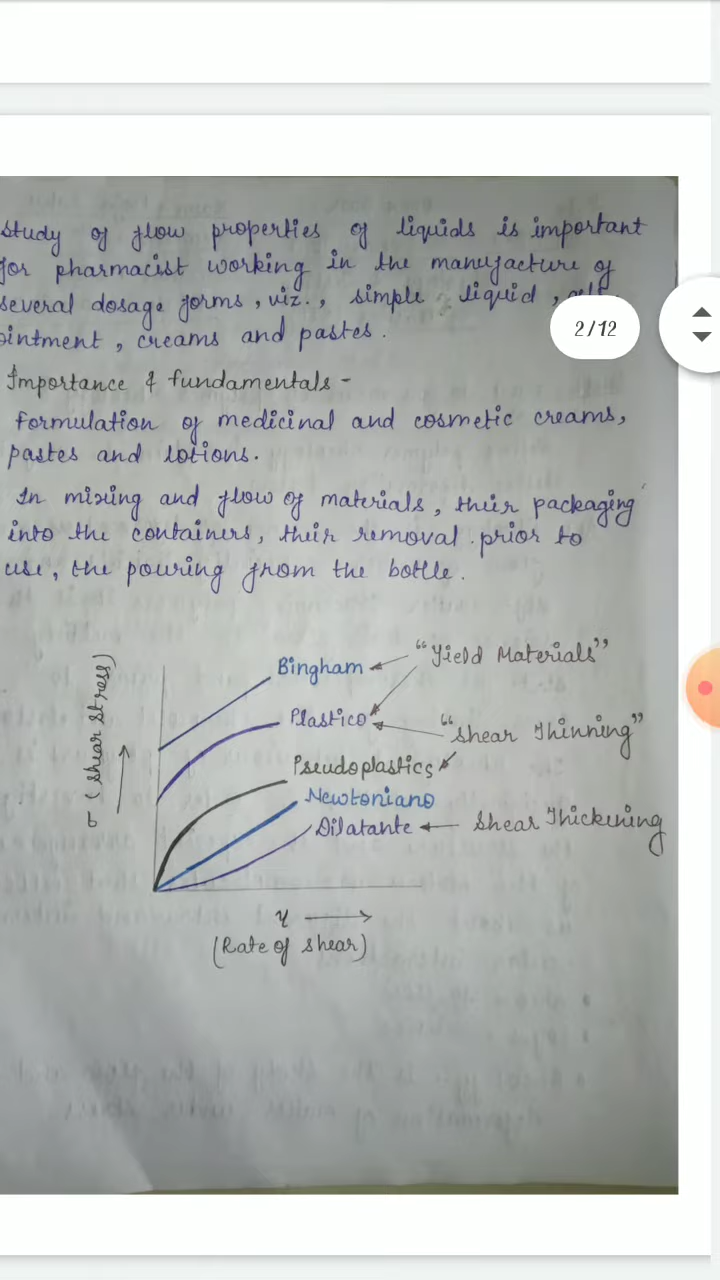 study of flow properties of liquids is important
for pharmacist working in the manufacture of
several dosage forms, viz., simple liquid,
ointment, creams and pastes.
2/12
Importance & fundamentals -
Formulation of medicinal and cosmetic creams,
pastes and lotions.
In mixing and flow of materials, their packaging
into the containers, their removal prior to
use, the pouring from the bottle.
"Yield Materials"
Bingham
Plastico
"Shear Thinning"
Pseudoplastics
Newtoniano
Dilatante
Shear Thickening
σ (Shear Stress)
γ
(Rate of shear)